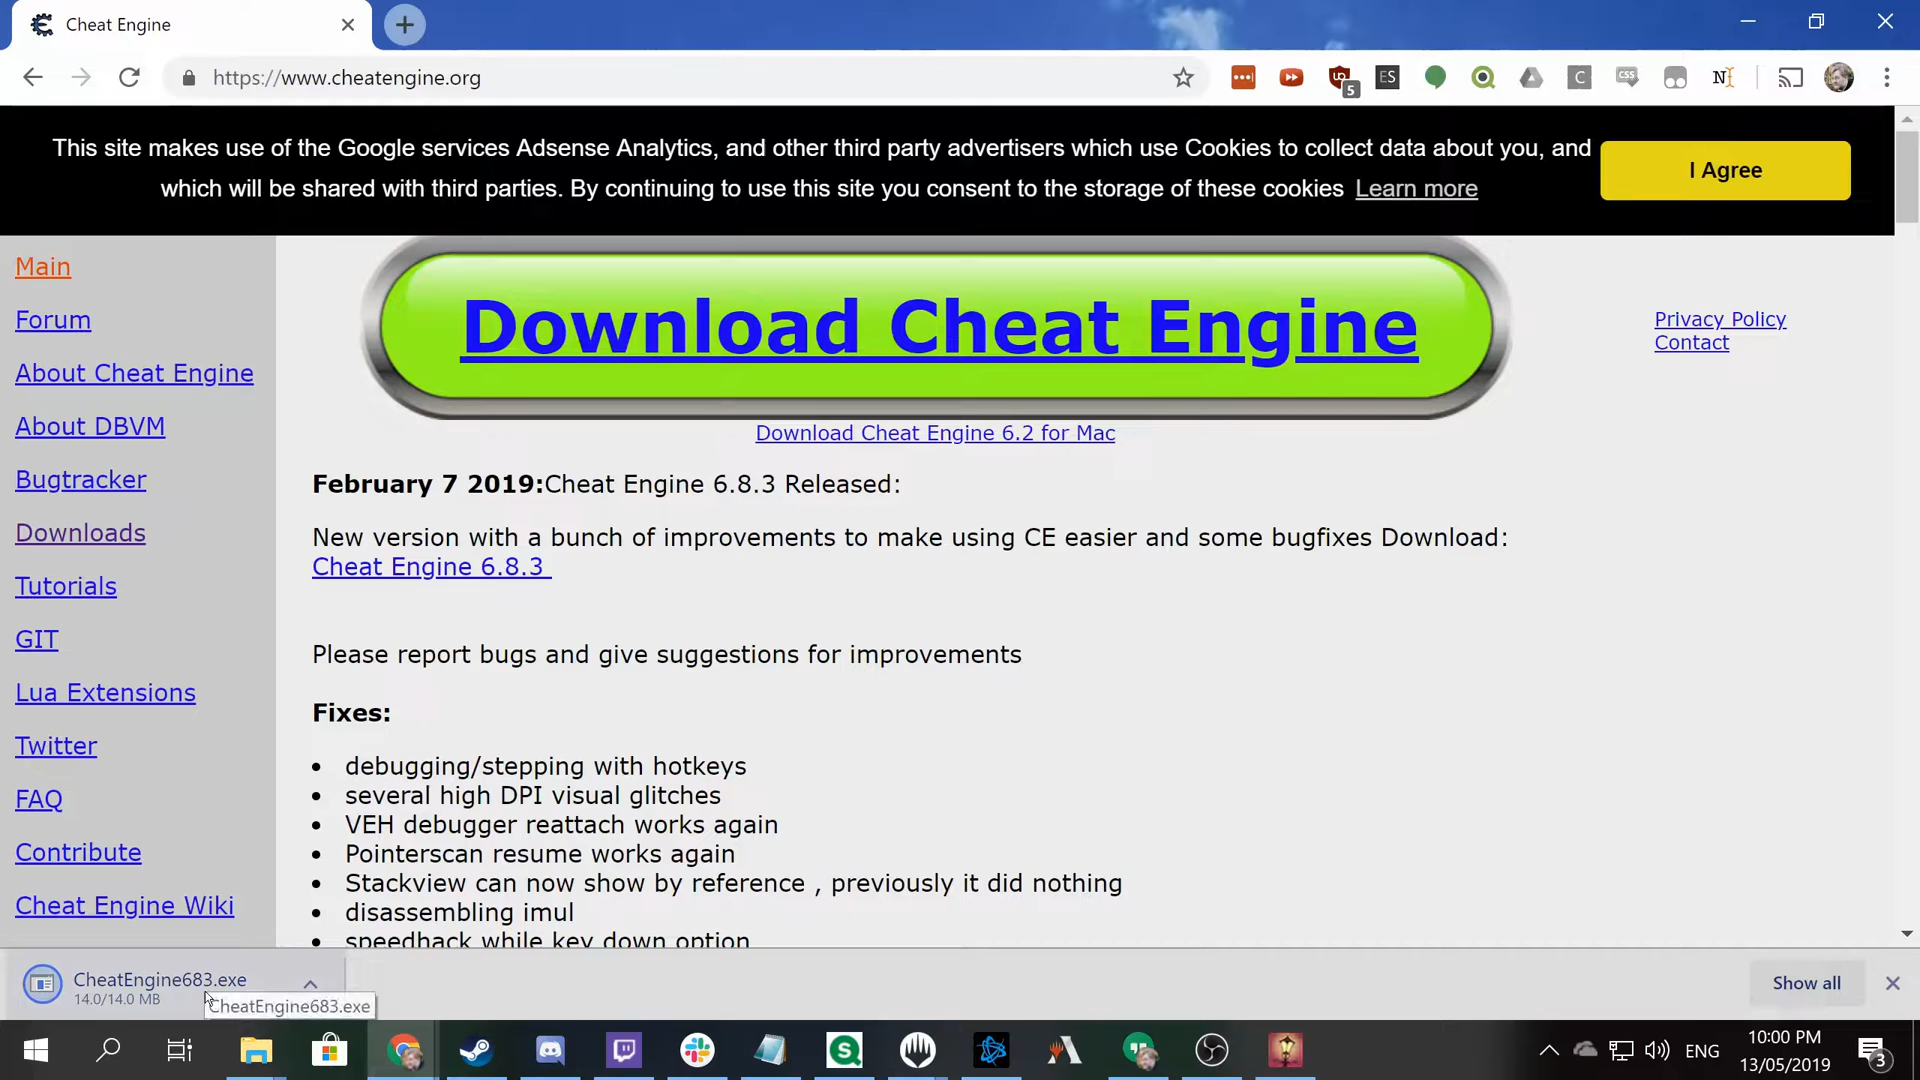 Cheat Engine
https://www.cheatengine.org
5
ES
C
CSS
This site makes use of the Google services Adsense Analytics, and other third party advertisers which use Cookies to collect data about you, and
which will be shared with third parties. By continuing to use this site you consent to the storage of these cookies Learn more
I Agree
Main
Forum
About Cheat Engine
About DBVM
Bugtracker
Downloads
Tutorials
GIT
Lua Extensions
Twitter
FAQ
Contribute
Cheat Engine Wiki
Download Cheat Engine
Download Cheat Engine 6.2 for Mac
Privacy Policy
Contact
February 7 2019:Cheat Engine 6.8.3 Released:
New version with a bunch of improvements to make using CE easier and some bugfixes Download:
Cheat Engine 6.8.3
Please report bugs and give suggestions for improvements
Fixes:
• debugging/stepping with hotkeys
• several high DPI visual glitches
• VEH debugger reattach works again
• Pointerscan resume works again
• Stackview can now show by reference , previously it did nothing
• disassembling imul
• speedhack while key down option
CheatEngine683.exe
14.0/14.0 MB
CheatEngine683.exe
Show all
ENG
10:00 PM
13/05/2019
3